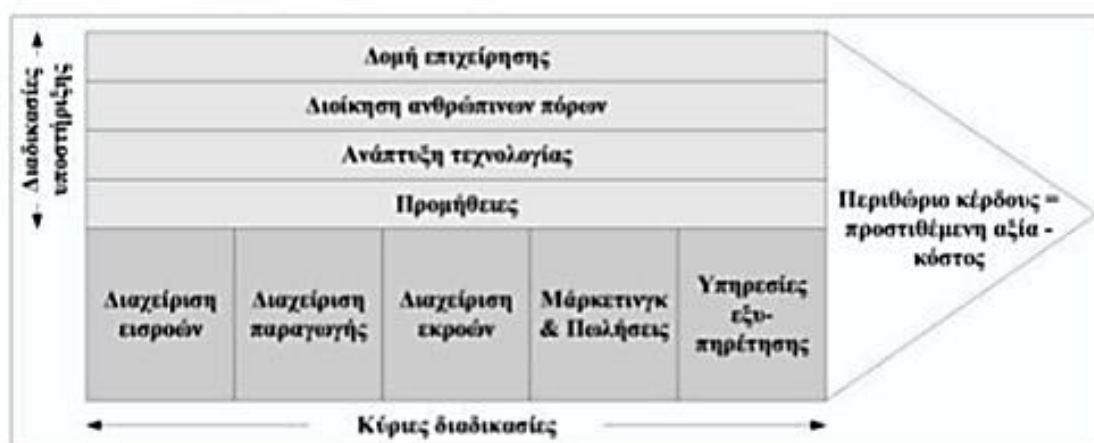 Διαδικασίες
υποστήριξης
Δομή επιχείρησης
Διοίκηση ανθρώπινων πόρων
Ανάπτυξη τεχνολογίας
Προμήθειες
Διαχείριση
εισροών
Διαχείριση
παραγωγής
Διαχείριση
εκροών
Μάρκετινγκ
& Πωλήσεις
Υπηρεσίες
εξυ-
πηρέτησης
Περιθώριο κέρδους =
προστιθέμενη αξία -
κόστος
Κύριες διαδικασίες